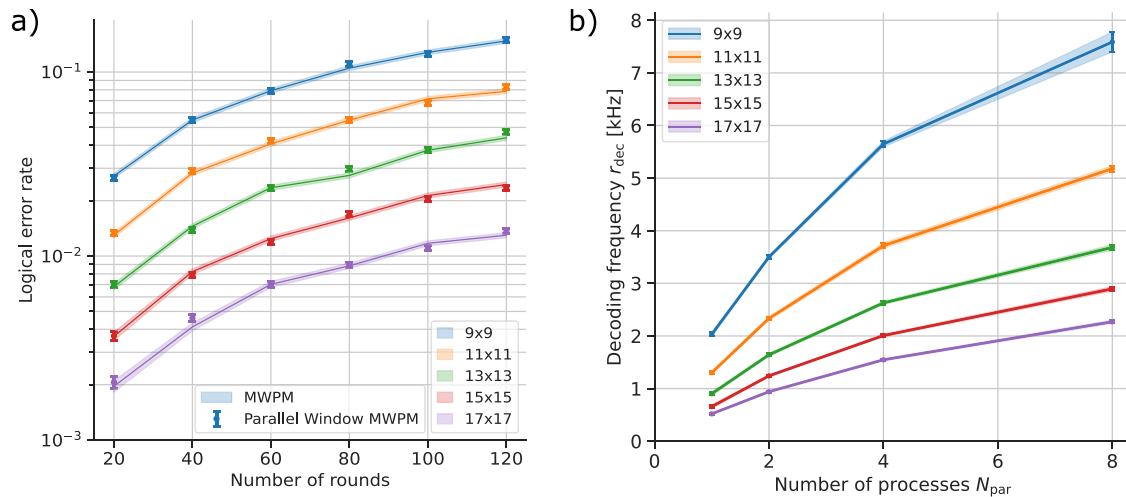 a)
Logical error rate
10⁻¹
10⁻²
10⁻³
20 40 60 80 100 120
Number of rounds
MWPM
Parallel Window MWPM
9x9
11x11
13x13
15x15
17x17
b)
Decoding frequency r_dec [kHz]
8
7
6
5
4
3
2
1
0
0 2 4 6 8
Number of processes N_par
9x9
11x11
13x13
15x15
17x17